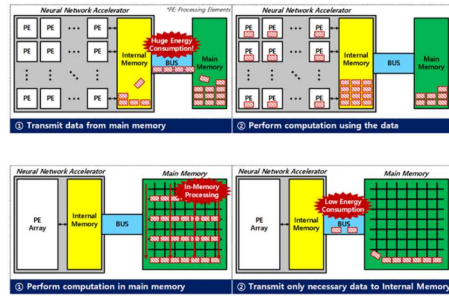 Neural Network Accelerator
*PE: Processing Elements
PE PE ··· PE
PE PE ··· PE
PE PE ··· PE
Internal Memory
Huge Energy Consumption!
BUS
Main Memory
① Transmit data from main memory
Neural Network Accelerator
PE PE ··· PE
PE PE ··· PE
PE PE ··· PE
Internal Memory
BUS
Main Memory
② Perform computation using the data
Neural Network Accelerator
Main Memory
PE Array
Internal Memory
BUS
In-Memory Processing
① Perform computation in main memory
Neural Network Accelerator
Main Memory
PE Array
Internal Memory
Low Energy Consumption
BUS
② Transmit only necessary data to Internal Memory